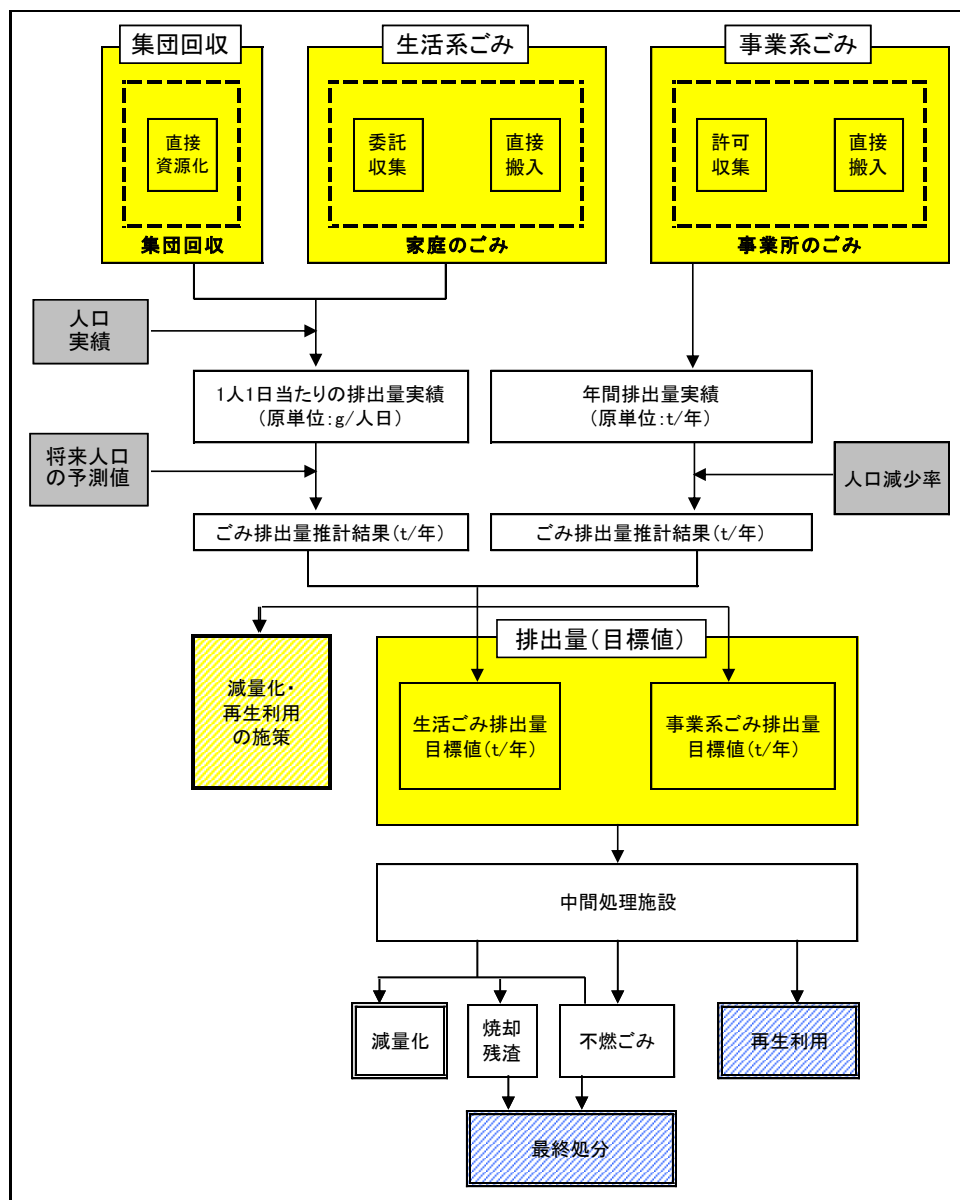 集団回収
生活系ごみ
事業系ごみ
直接
資源化
委託
収集
直接
搬入
許可
収集
直接
搬入
集団回収
家庭のごみ
事業所のごみ
人口
実績
1人1日当たりの排出量実績
(原単位:g/人日)
年間排出量実績
(原単位:t/年)
将来人口
の予測値
人口減少率
ごみ排出量推計結果(t/年)
ごみ排出量推計結果(t/年)
排出量(目標値)
減量化・
再生利用
の施策
生活ごみ排出量
目標値(t/年)
事業系ごみ排出量
目標値(t/年)
中間処理施設
減量化
焼却
残渣
不燃ごみ
再生利用
最終処分